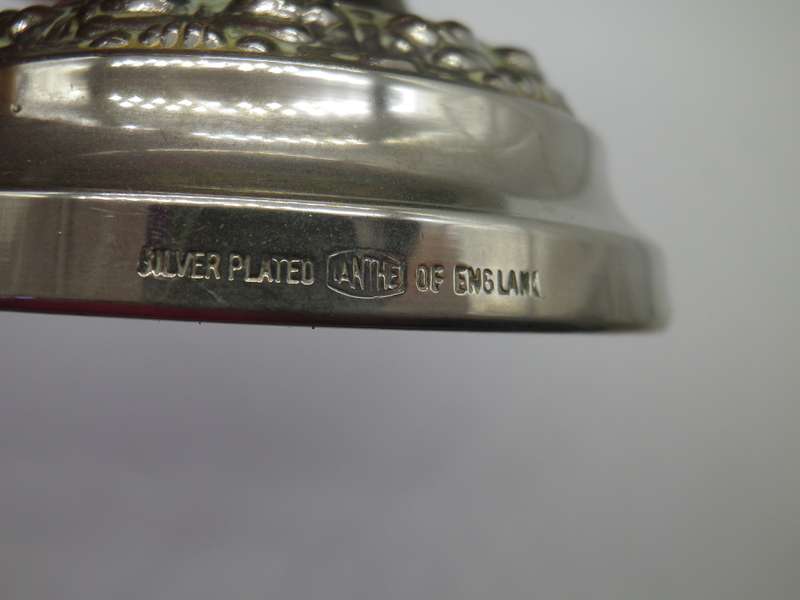 SILVER PLATED IANTHE OF ENGLAND